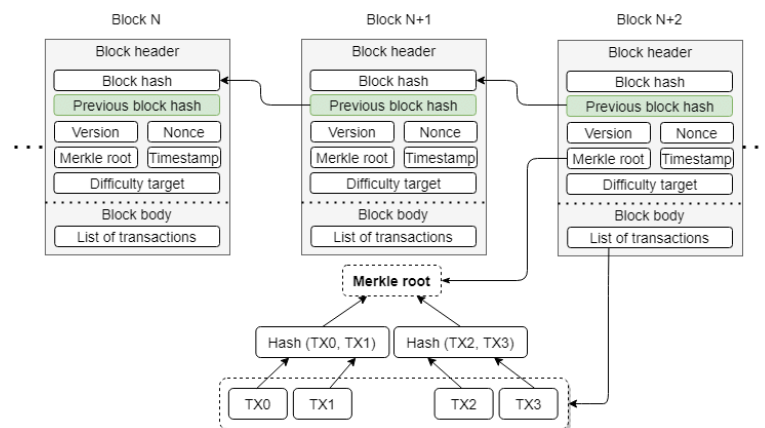 Block N
Block N+1
Block N+2
Block header
Block hash
Previous block hash
Version
Nonce
Merkle root
Timestamp
Difficulty target
Block body
List of transactions
Block header
Block hash
Previous block hash
Version
Nonce
Merkle root
Timestamp
Difficulty target
Block body
List of transactions
Block header
Block hash
Previous block hash
Version
Nonce
Merkle root
Timestamp
Difficulty target
Block body
List of transactions
Merkle root
Hash (TX0, TX1)
Hash (TX2, TX3)
TX0
TX1
TX2
TX3